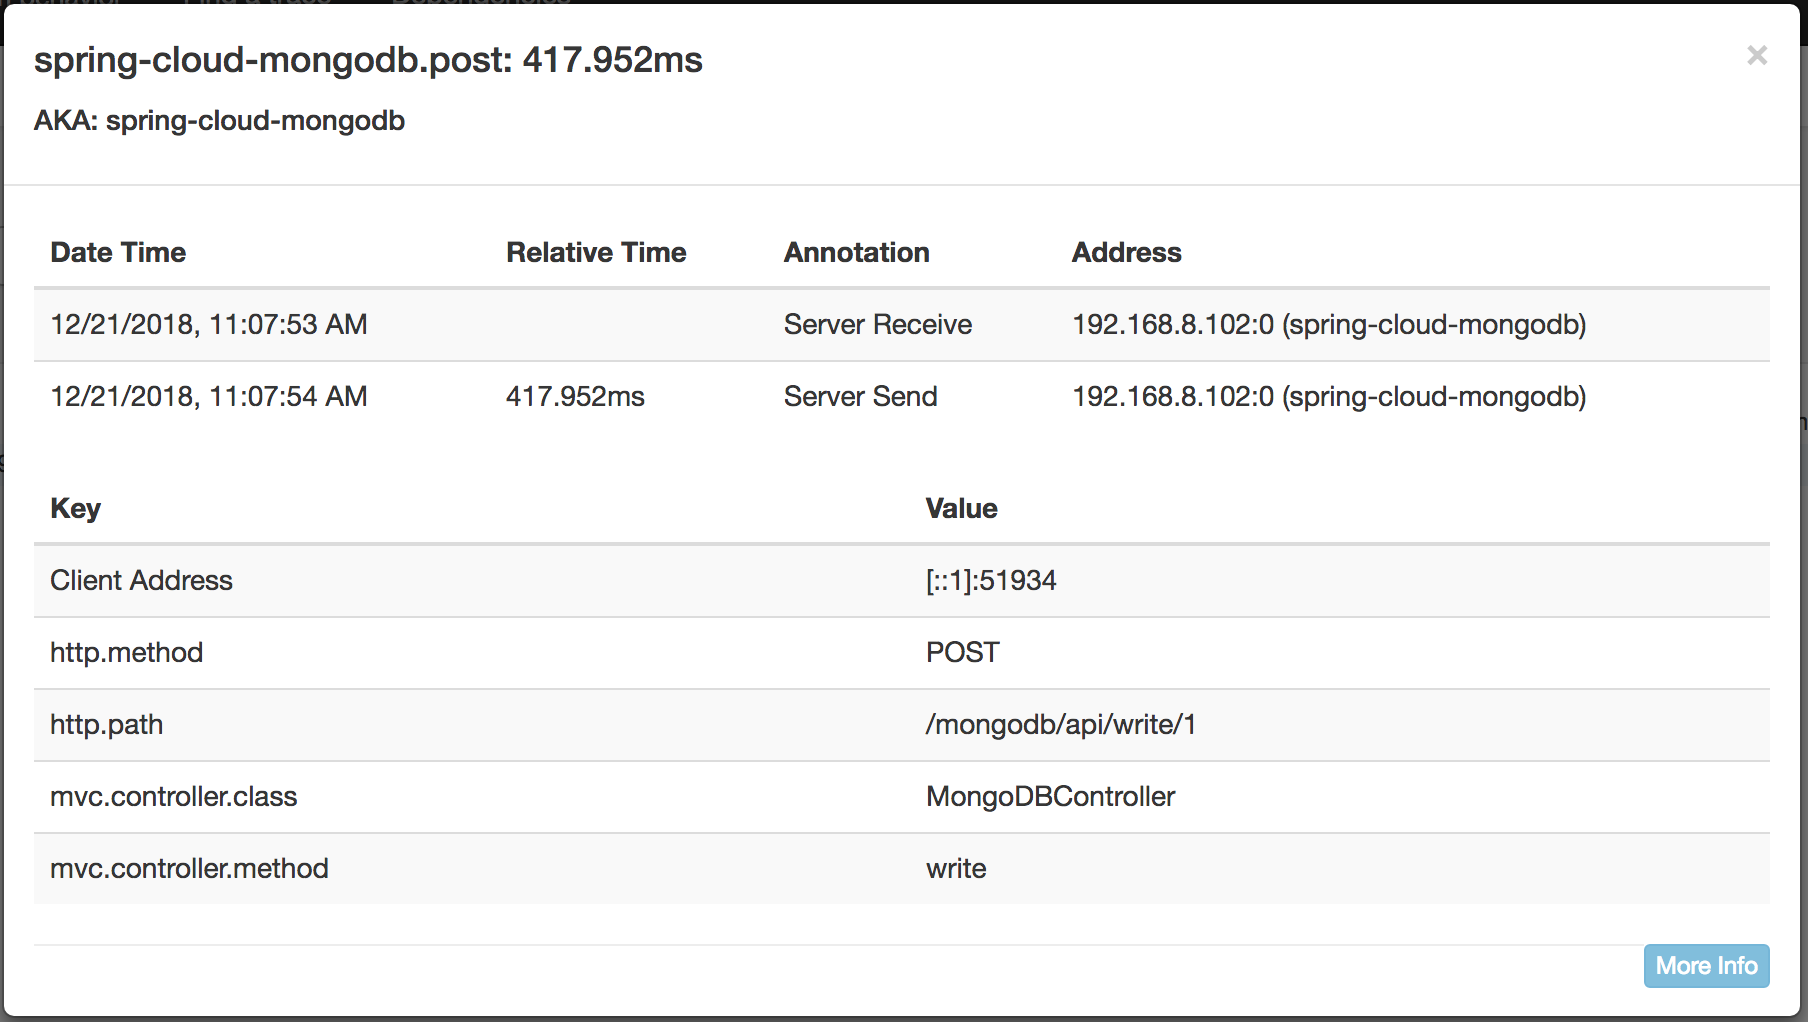 Find a trace Dependencies
spring-cloud-mongodb.post: 417.952ms ×
AKA: spring-cloud-mongodb
Date Time Relative Time Annotation Address
12/21/2018, 11:07:53 AM Server Receive 192.168.8.102:0 (spring-cloud-mongodb)
12/21/2018, 11:07:54 AM 417.952ms Server Send 192.168.8.102:0 (spring-cloud-mongodb)
Key Value
Client Address [::1]:51934
http.method POST
http.path /mongodb/api/write/1
mvc.controller.class MongoDBController
mvc.controller.method write
More Info